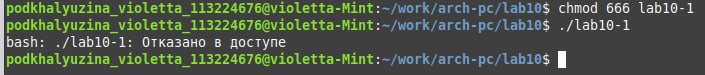 podkhalyuzina_violetta_113224676@violetta-Mint:~/work/arch-pc/lab10$ chmod 666 lab10-1
podkhalyuzina_violetta_113224676@violetta-Mint:~/work/arch-pc/lab10$ ./lab10-1
bash: ./lab10-1: Отказано в доступе
podkhalyuzina_violetta_113224676@violetta-Mint:~/work/arch-pc/lab10$